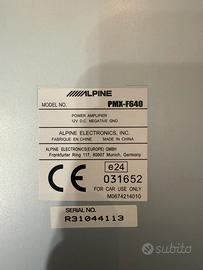 ALPINE
MODEL NO. PMX-F640
POWER AMPLIFIER
12V D.C. NEGATIVE GND
ALPINE ELECTRONICS, INC.
FABRIQUE EN CHINE MADE IN CHINA
ALPINE ELECTRONICS(EUROPE) GMBH
Frankfurter Ring 117, 80807 Munich, Germany
CE
e24
031652
FOR CAR USE ONLY
M0674214010
SERIAL NO.
R31044113
subito